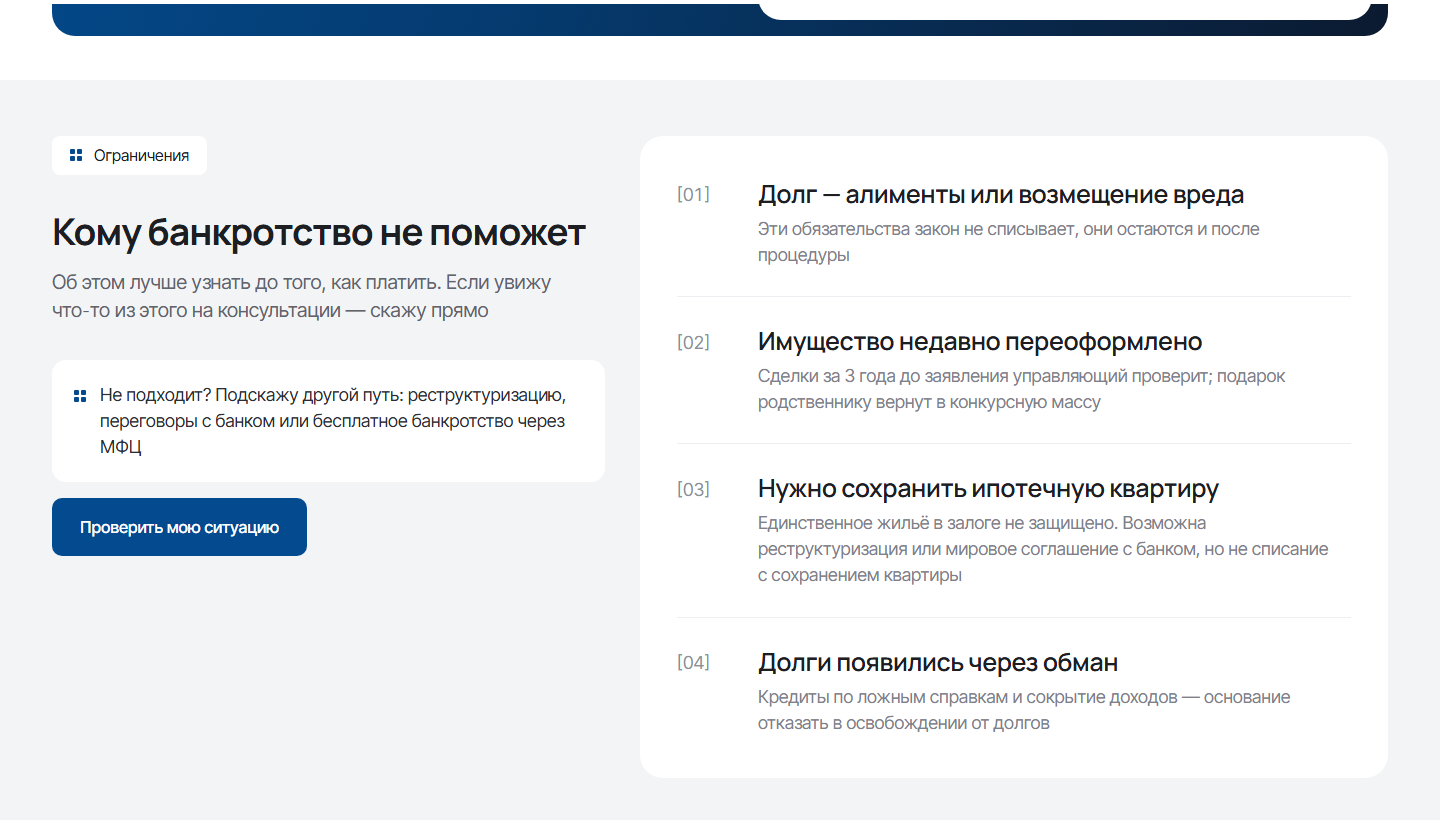 Ограничения
Кому банкротство не поможет
Об этом лучше узнать до того, как платить. Если увижу
что-то из этого на консультации — скажу прямо
Не подходит? Подскажу другой путь: реструктуризацию,
переговоры с банком или бесплатное банкротство через
МФЦ
Проверить мою ситуацию
[01]
Долг — алименты или возмещение вреда
Эти обязательства закон не списывает, они остаются и после
процедуры
[02]
Имущество недавно переоформлено
Сделки за 3 года до заявления управляющий проверит; подарок
родственнику вернут в конкурсную массу
[03]
Нужно сохранить ипотечную квартиру
Единственное жильё в залоге не защищено. Возможна
реструктуризация или мировое соглашение с банком, но не списание
с сохранением квартиры
[04]
Долги появились через обман
Кредиты по ложным справкам и сокрытие доходов — основание
отказать в освобождении от долгов